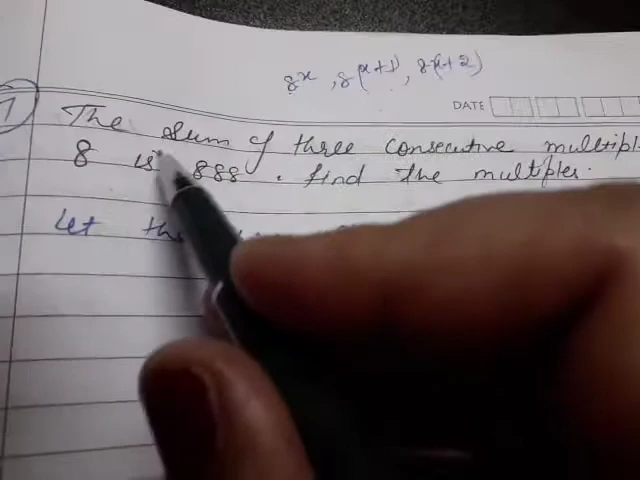 8x, 8(x+1), 8(x+2)
DATE
1
The sum of three consecutive multipl
8 is 888. find the multiples.
Let